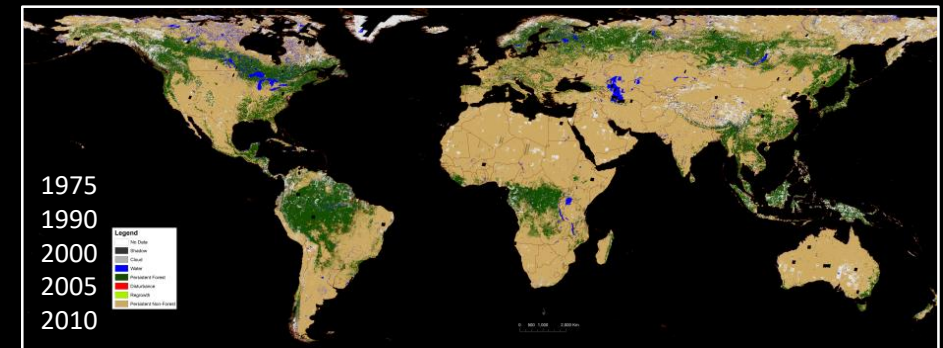 1975
1990
2000
2005
2010
Legend
No Data
Shadow
Cloud
Water
Persistent Forest
Disturbance
Regrowth
Persistent Non-Forest